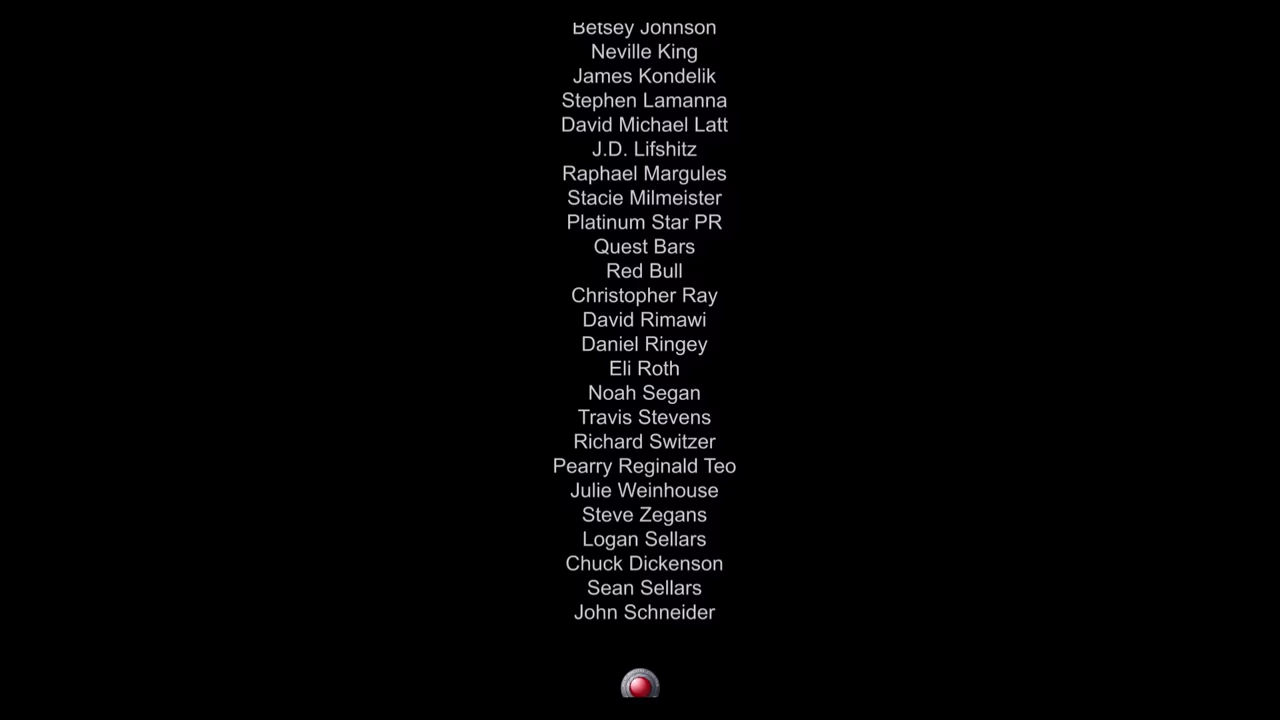 Betsey Johnson
Neville King
James Kondelik
Stephen Lamanna
David Michael Latt
J.D. Lifshitz
Raphael Margules
Stacie Milmeister
Platinum Star PR
Quest Bars
Red Bull
Christopher Ray
David Rimawi
Daniel Ringey
Eli Roth
Noah Segan
Travis Stevens
Richard Switzer
Pearry Reginald Teo
Julie Weinhouse
Steve Zegans
Logan Sellars
Chuck Dickenson
Sean Sellars
John Schneider